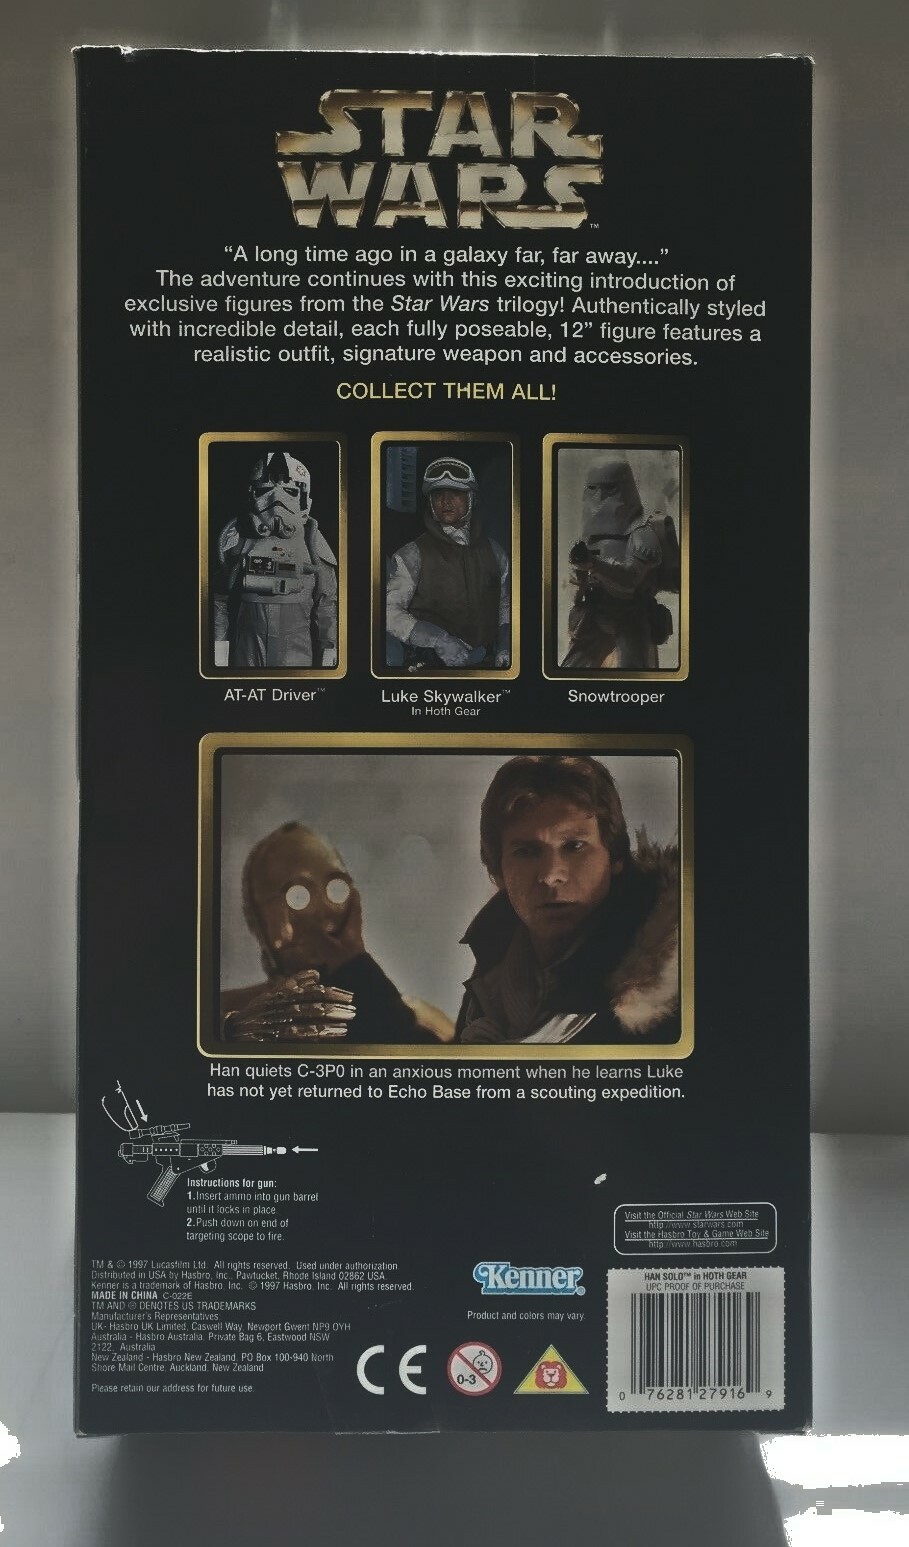 STAR
WARS™
“A long time ago in a galaxy far, far away....”
The adventure continues with this exciting introduction of
exclusive figures from the Star Wars trilogy! Authentically styled
with incredible detail, each fully poseable, 12” figure features a
realistic outfit, signature weapon and accessories.
COLLECT THEM ALL!
AT-AT Driver™
Luke Skywalker™
In Hoth Gear
Snowtrooper
Han quiets C-3P0 in an anxious moment when he learns Luke
has not yet returned to Echo Base from a scouting expedition.
Instructions for gun:
1.Insert ammo into gun barrel
until it locks in place.
2.Push down on end of
targeting scope to fire.
TM & © 1997 Lucasfilm Ltd. All rights reserved. Used under authorization.
Distributed in USA by Hasbro, Inc., Pawtucket, Rhode Island 02862 USA.
Kenner is a trademark of Hasbro, Inc. © 1997 Hasbro, Inc. All rights reserved.
MADE IN CHINA C-022E
TM AND ® DENOTES US TRADEMARKS
Manufacturer's Representatives:
UK- Hasbro UK Limited, Caswell Way, Newport Gwent NP9 0YH
Australia - Hasbro Australia, Private Bag 6, Eastwood NSW
2122, Australia
New Zealand - Hasbro New Zealand, PO Box 100-940 North
Shore Mail Centre, Auckland, New Zealand
Please retain our address for future use.
Kenner®
Product and colors may vary.
CE
0-3
Visit the Official Star Wars Web Site
http://www.starwars.com
Visit the Hasbro Toy & Game Web Site
http://www.hasbro.com
HAN SOLO™ in HOTH GEAR
UPC PROOF OF PURCHASE
0 76281 27916 9